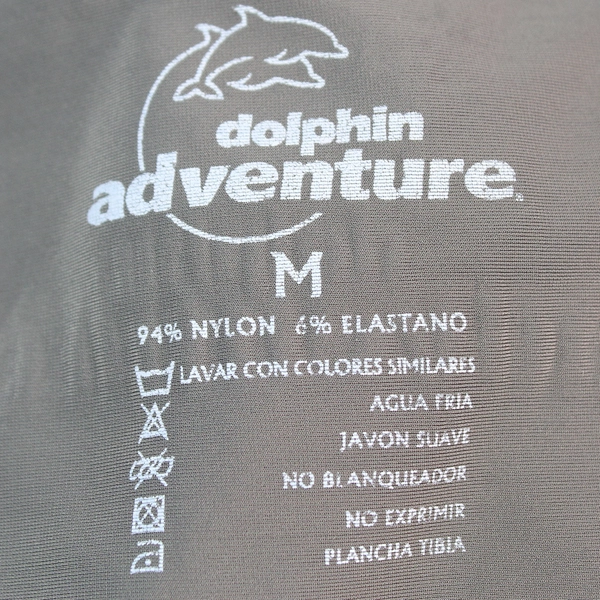 dolphin
adventure
M
94% NYLON 6% ELASTANO
LAVAR CON COLORES SIMILARES
AGUA FRIA
JAVON SUAVE
NO BLANQUEADOR
NO EXPRIMIR
PLANCHA TIBIA